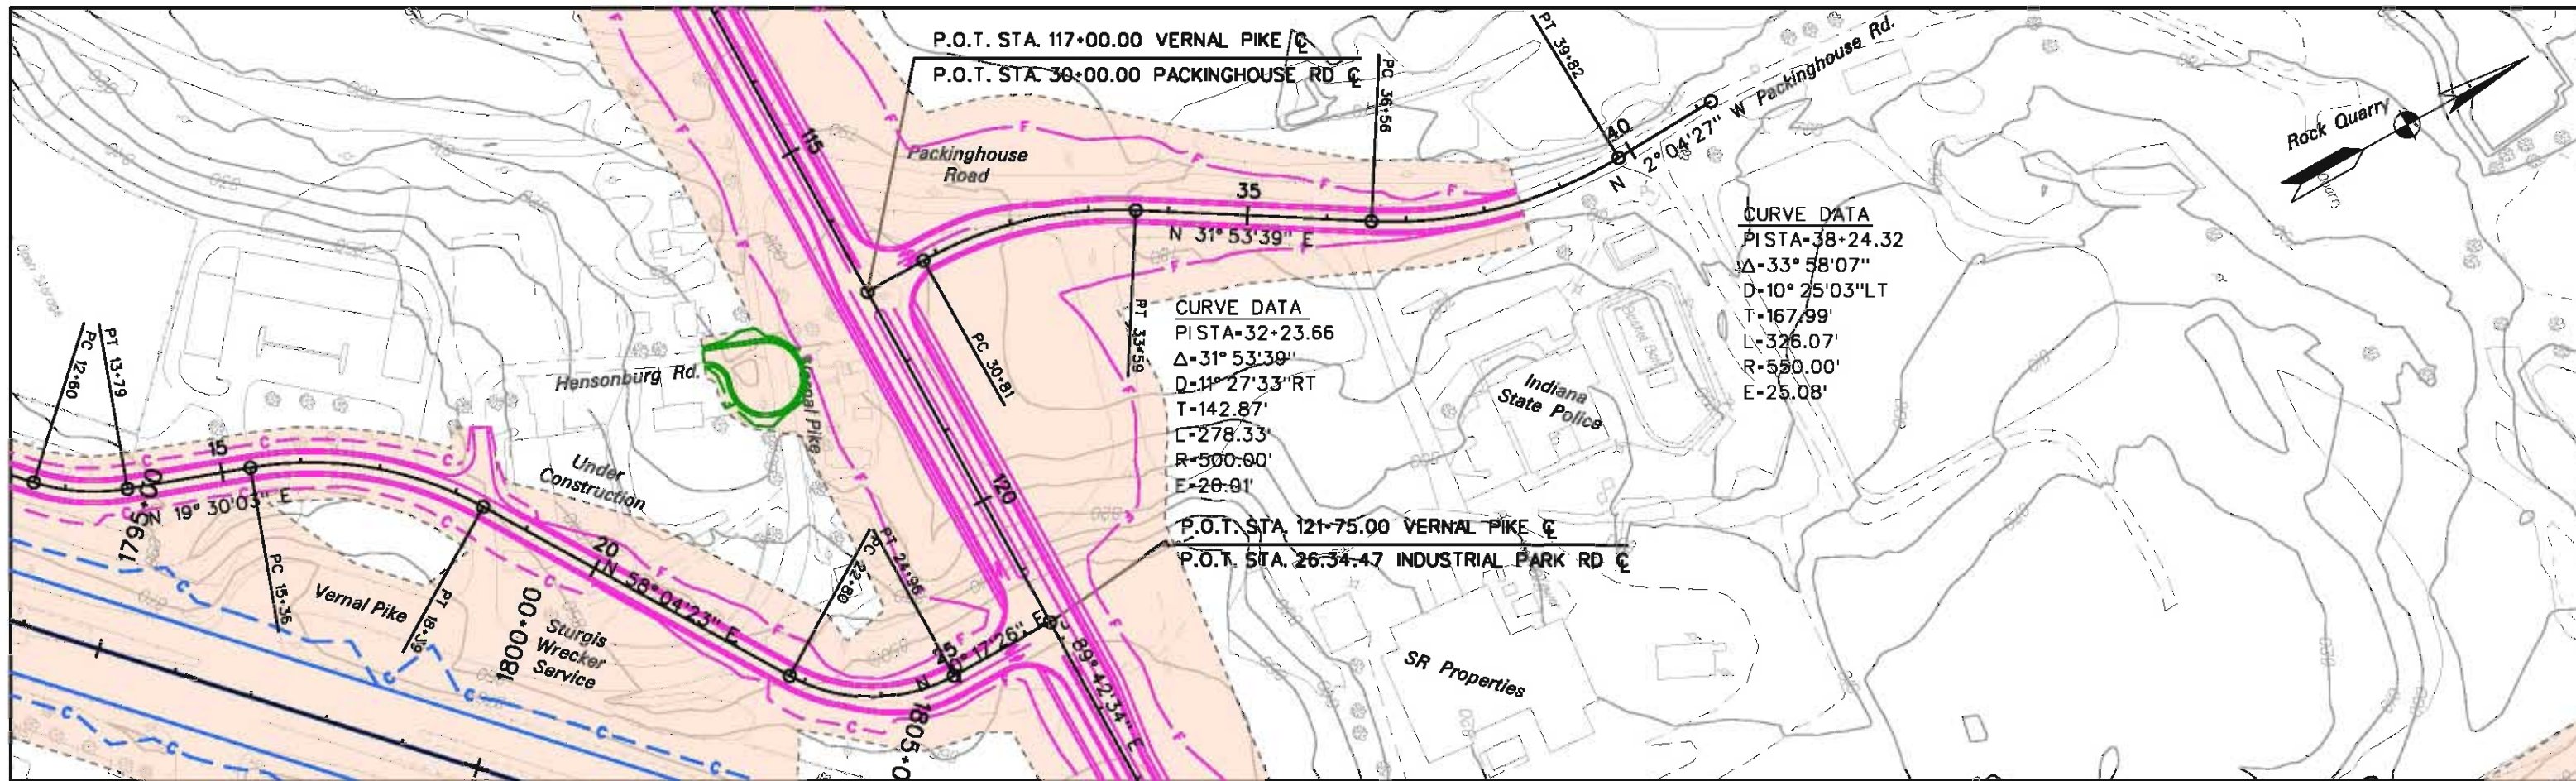 P.O.T. STA. 117+00.00 VERNAL PIKE ℄
P.O.T. STA. 30+00.00 PACKINGHOUSE RD ℄
PC 36+56
PT 39+82
40
N 2° 04'27" W
Packinghouse Rd.
Rock Quarry
Quarry
115
Packinghouse
Road
35
N 31° 53'39" E
CURVE DATA
PI STA=38+24.32
Δ=33° 58'07"
D=10° 25'03"LT
T=167.99'
L=326.07'
R=550.00'
E=25.08'
Open Storage
PT 33+59
CURVE DATA
PI STA=32+23.66
Δ=31° 53'39"
D=11° 27'33"RT
T=142.87'
L=278.33'
R=500.00'
E=20.01'
PC 30+81
PC 12+60
PT 13+79
Hensonburg Rd.
Vernal Pike
Indiana
State Police
15
Under
Construction
1795+00
N 19° 30'03" E
120
P.O.T. STA. 121+75.00 VERNAL PIKE ℄
P.O.T. STA. 26+34.47 INDUSTRIAL PARK RD ℄
PC 15+36
Vernal Pike
PT 18+39
20
N 58° 04'23" E
PC 22+80
PT 24+96
1800+00
Sturgis
Wrecker
Service
25
N 0° 17'26" E
89° 42'34" E
SR Properties
1805+0
F
F
F
F
F
F
C
C
C
C
C
C